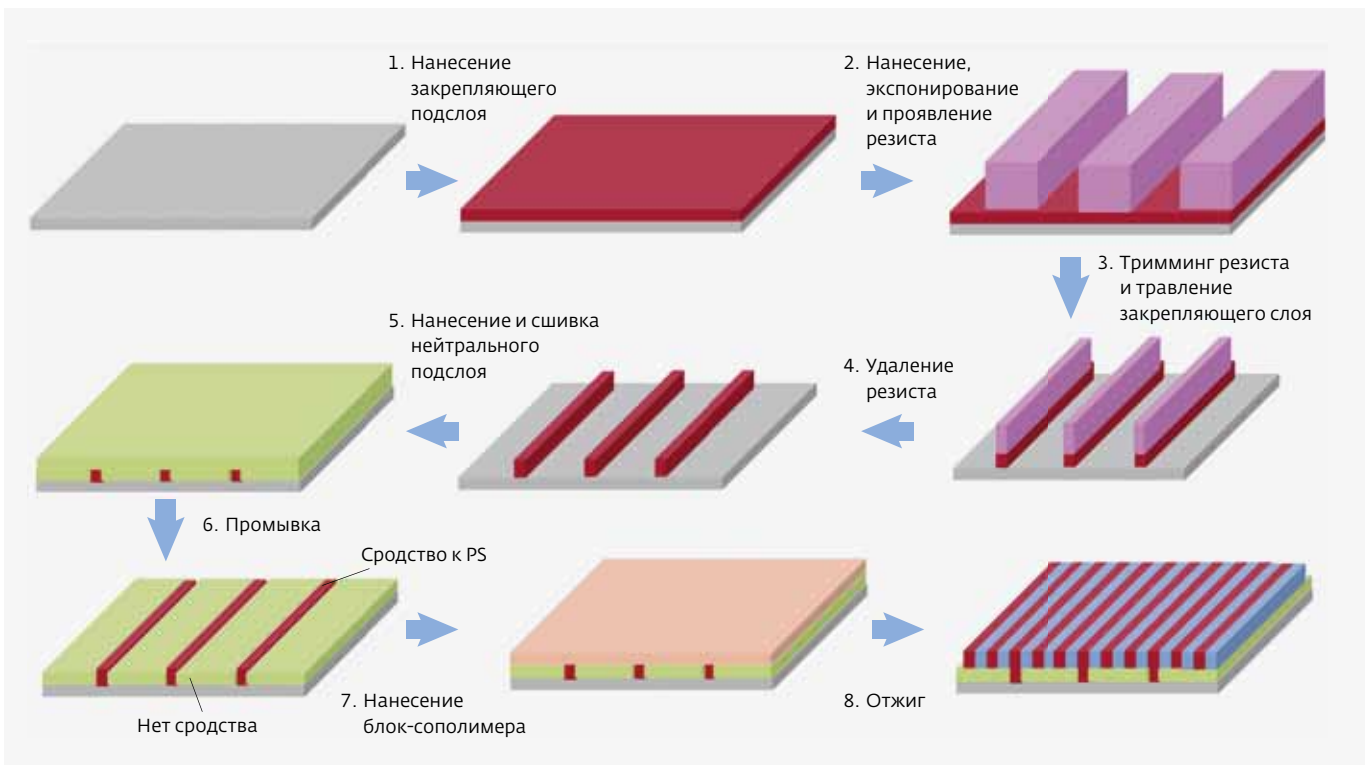 1. Нанесение
закрепляющего
подслоя
2. Нанесение,
экспонирование
и проявление
резиста
3. Тримминг резиста
и травление
закрепляющего слоя
4. Удаление
резиста
5. Нанесение и сшивка
нейтрального
подслоя
6. Промывка
Сродство к PS
Нет сродства
7. Нанесение
блок-сополимера
8. Отжиг